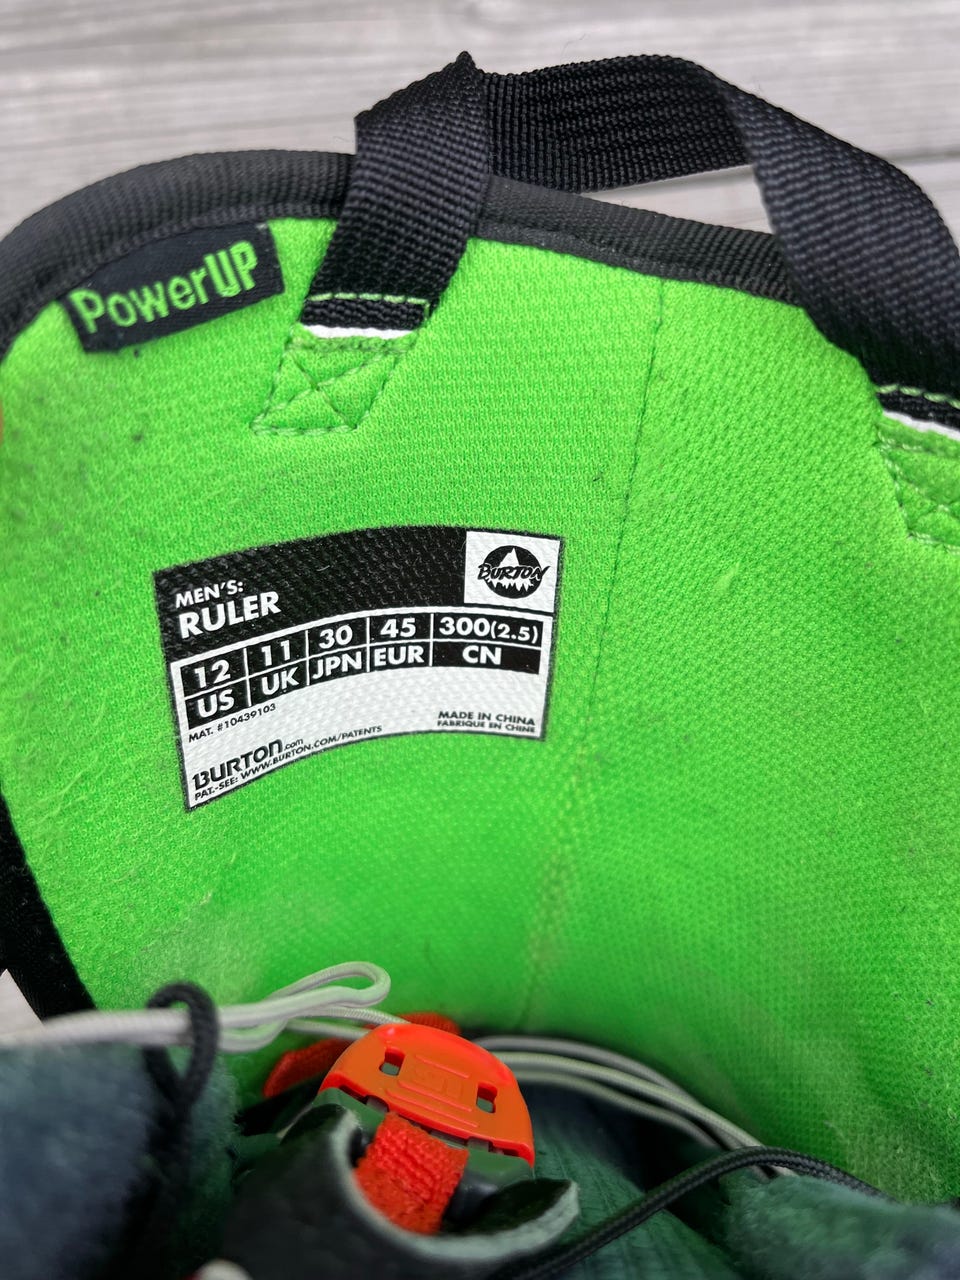 PowerUP
MEN'S:
RULER
BURTON
12 11 30 45 300(2.5)
US UK JPN EUR CN
MAT. #10439103
MADE IN CHINA
FABRIQUE EN CHINE
BURTON.com
PAT.-SEE: WWW.BURTON.COM/PATENTS